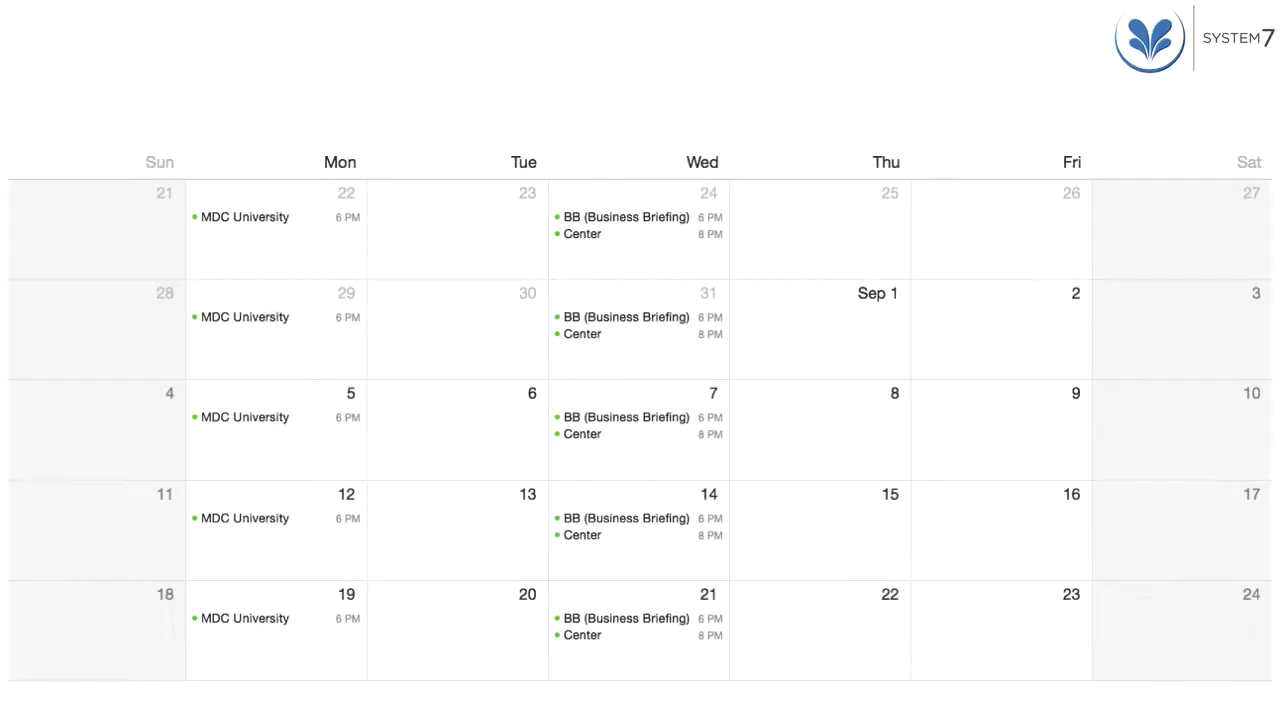 SYSTEM7
Sun Mon Tue Wed Thu Fri Sat
21 22 23 24 25 26 27
MDC University 6 PM BB (Business Briefing) 6 PM
Center 8 PM
28 29 30 31 Sep 1 2 3
MDC University 6 PM BB (Business Briefing) 6 PM
Center 8 PM
4 5 6 7 8 9 10
MDC University 6 PM BB (Business Briefing) 6 PM
Center 8 PM
11 12 13 14 15 16 17
MDC University 6 PM BB (Business Briefing) 6 PM
Center 8 PM
18 19 20 21 22 23 24
MDC University 6 PM BB (Business Briefing) 6 PM
Center 8 PM